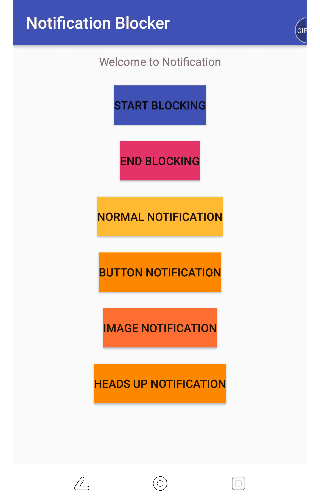 Notification Blocker
Welcome to Notification
START BLOCKING
END BLOCKING
NORMAL NOTIFICATION
BUTTON NOTIFICATION
IMAGE NOTIFICATION
HEADS UP NOTIFICATION